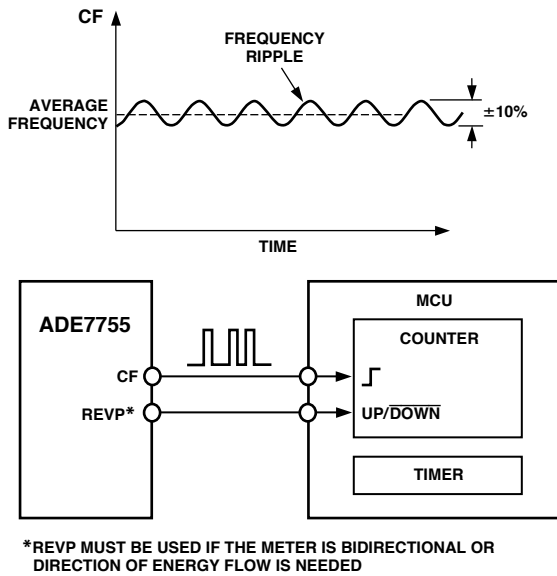 CF
FREQUENCY
RIPPLE
AVERAGE
FREQUENCY
±10%
TIME
MCU
ADE7755
COUNTER
CF
REVP*
UP/DOWN
TIMER
*REVP MUST BE USED IF THE METER IS BIDIRECTIONAL OR
DIRECTION OF ENERGY FLOW IS NEEDED